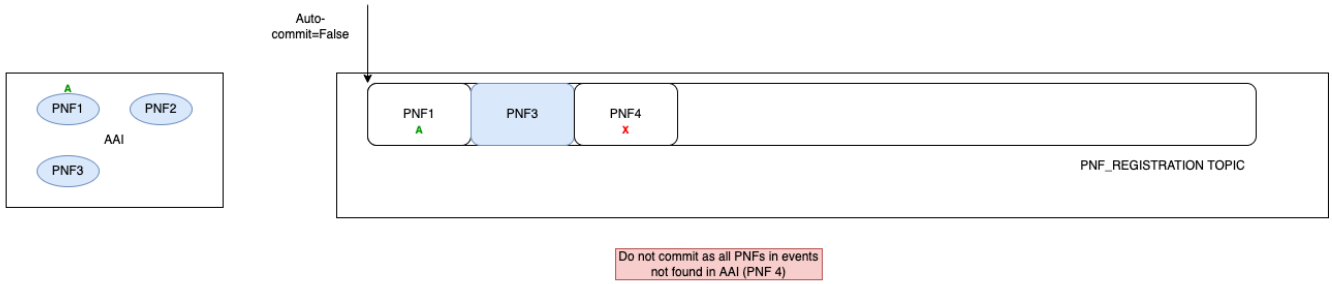 Auto-
commit=False
A
PNF1
PNF2
AAI
PNF3
PNF1
A
PNF3
PNF4
X
PNF_REGISTRATION TOPIC
Do not commit as all PNFs in events
not found in AAI (PNF 4)